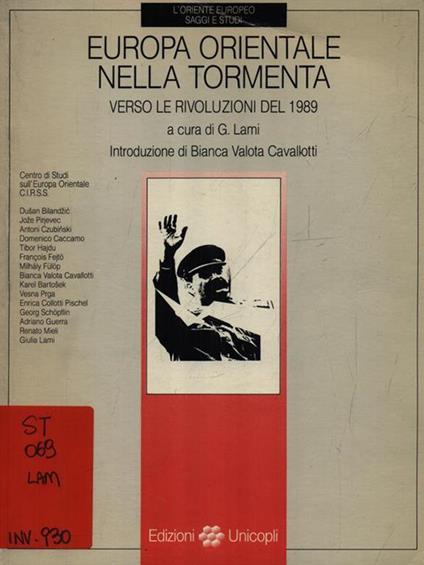 L'ORIENTE EUROPEO
SAGGI E STUDI
EUROPA ORIENTALE
NELLA TORMENTA
VERSO LE RIVOLUZIONI DEL 1989
a cura di G. Lami
Introduzione di Bianca Valota Cavallotti
Centro di Studi
sull'Europa Orientale
C.I.R.S.S.
Dušan Bilandžić
Jože Pirjevec
Antoni Czubiński
Domenico Caccamo
Tibor Hajdu
François Fejtö
Milhály Fülöp
Bianca Valota Cavallotti
Karel Bartošek
Vesna Prga
Enrica Collotti Pischel
Georg Schöpflin
Adriano Guerra
Renato Mieli
Giulia Lami
ST
069
LAM
INV. 930
Edizioni Unicopli